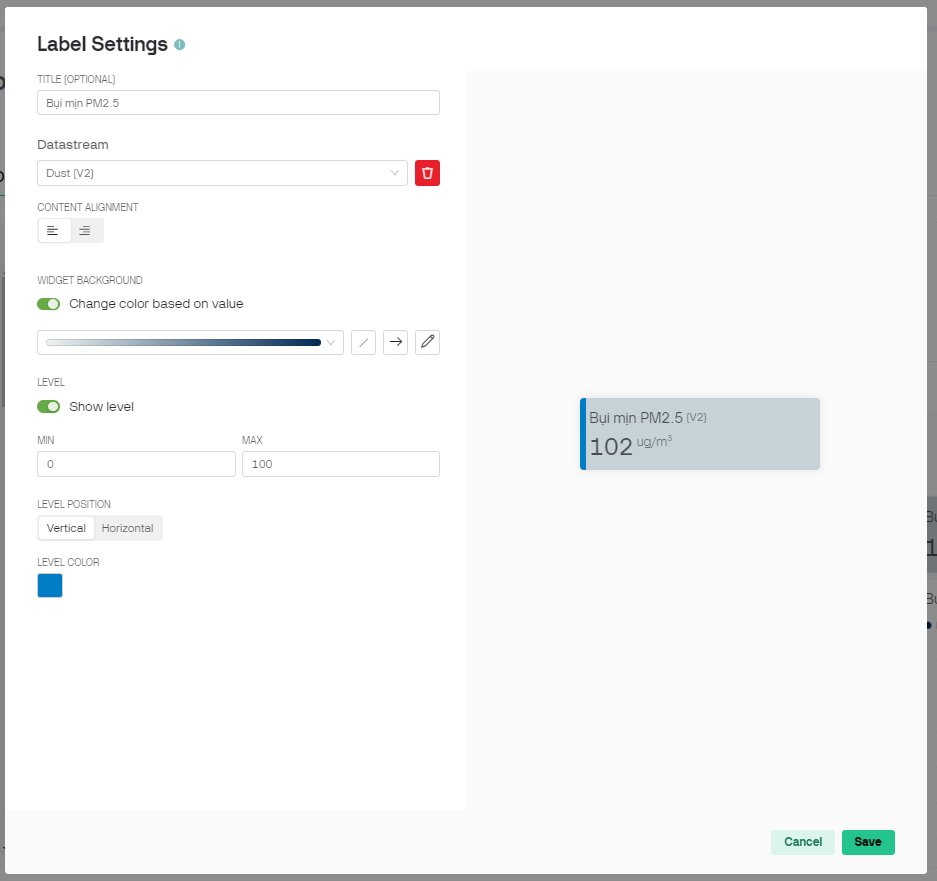 Label Settings
TITLE (OPTIONAL)
Bụi mịn PM2.5
Datastream
Dust (V2)
CONTENT ALIGNMENT
WIDGET BACKGROUND
Change color based on value
LEVEL
Show level
MIN
MAX
0
100
LEVEL POSITION
Vertical
Horizontal
LEVEL COLOR
Bụi mịn PM2.5 (V2)
102 ug/m³
Cancel
Save